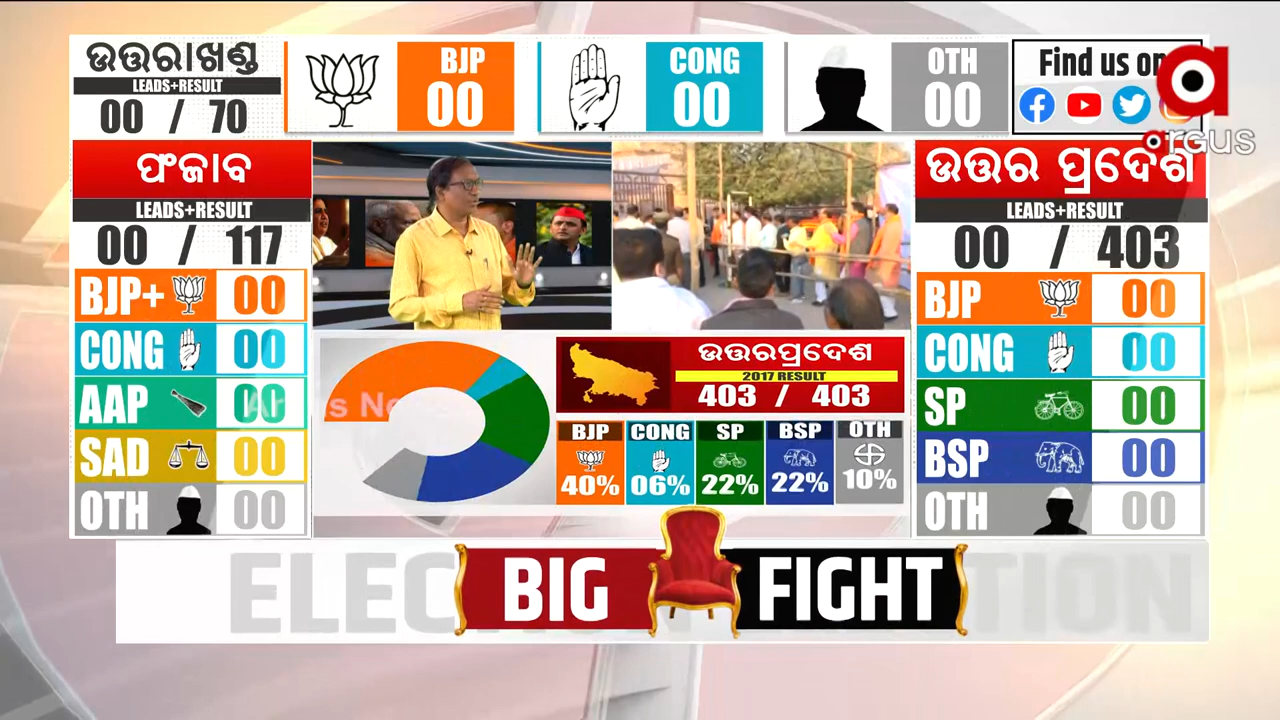 ଉତ୍ତରାଖଣ୍ଡ
LEADS+RESULT
00 / 70
BJP
00
CONG
00
OTH
00
Find us on
argus
ଫଂଜାବ
LEADS+RESULT
00 / 117
BJP+ 00
CONG 00
AAP 00
SAD 00
OTH 00
ଉତ୍ତରପ୍ରଦେଶ
2017 RESULT
403 / 403
BJP
40%
CONG
06%
SP
22%
BSP
22%
OTH
10%
Argus News
ଉତ୍ତର ପ୍ରଦେଶ
LEADS+RESULT
00 / 403
BJP 00
CONG 00
SP 00
BSP 00
OTH 00
BIG FIGHT